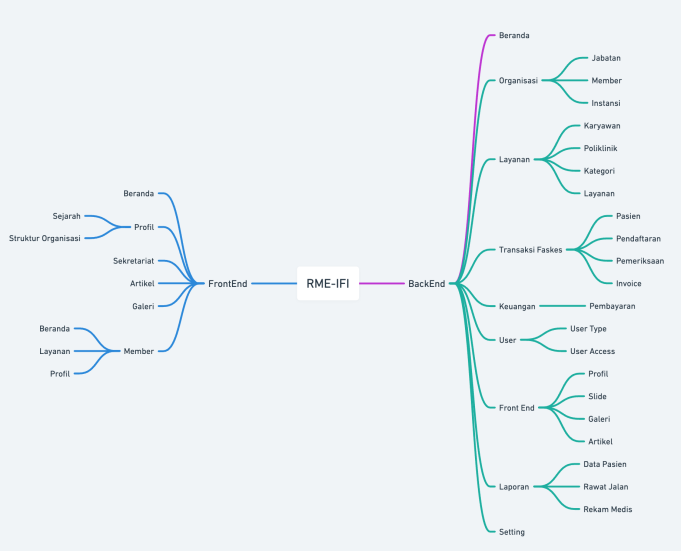 RME-IFI
FrontEnd
Beranda
Profil
Sejarah
Struktur Organisasi
Sekretariat
Artikel
Galeri
Member
Beranda
Layanan
Profil
BackEnd
Beranda
Organisasi
Jabatan
Member
Instansi
Layanan
Karyawan
Poliklinik
Kategori
Layanan
Transaksi Faskes
Pasien
Pendaftaran
Pemeriksaan
Invoice
Keuangan
Pembayaran
User
User Type
User Access
Front End
Profil
Slide
Galeri
Artikel
Laporan
Data Pasien
Rawat Jalan
Rekam Medis
Setting